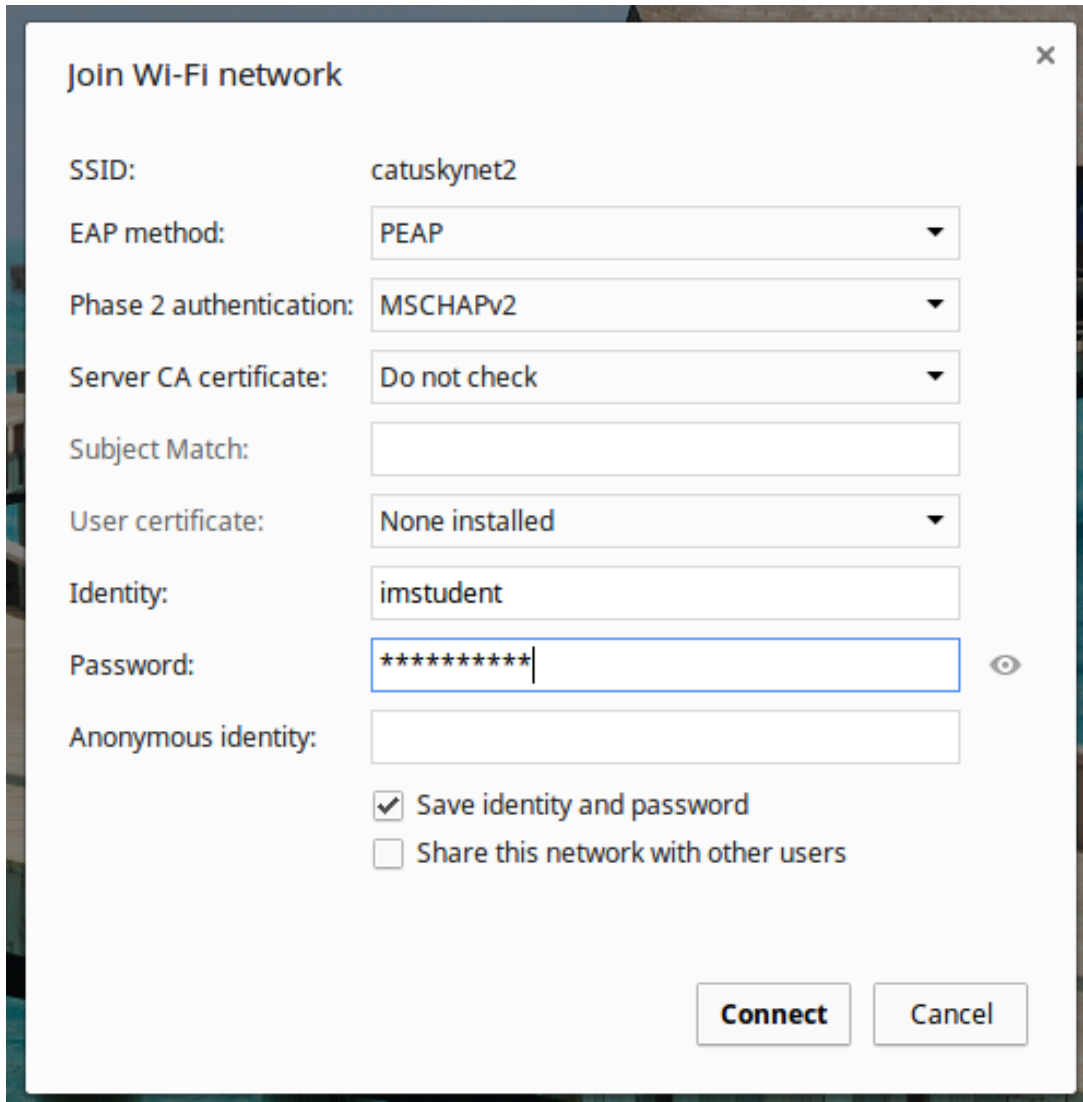 Join Wi-Fi network
SSID: catuskynet2
EAP method: PEAP
Phase 2 authentication: MSCHAPv2
Server CA certificate: Do not check
Subject Match:
User certificate: None installed
Identity: imstudent
Password: **********
Anonymous identity:
Save identity and password
Share this network with other users
Connect Cancel